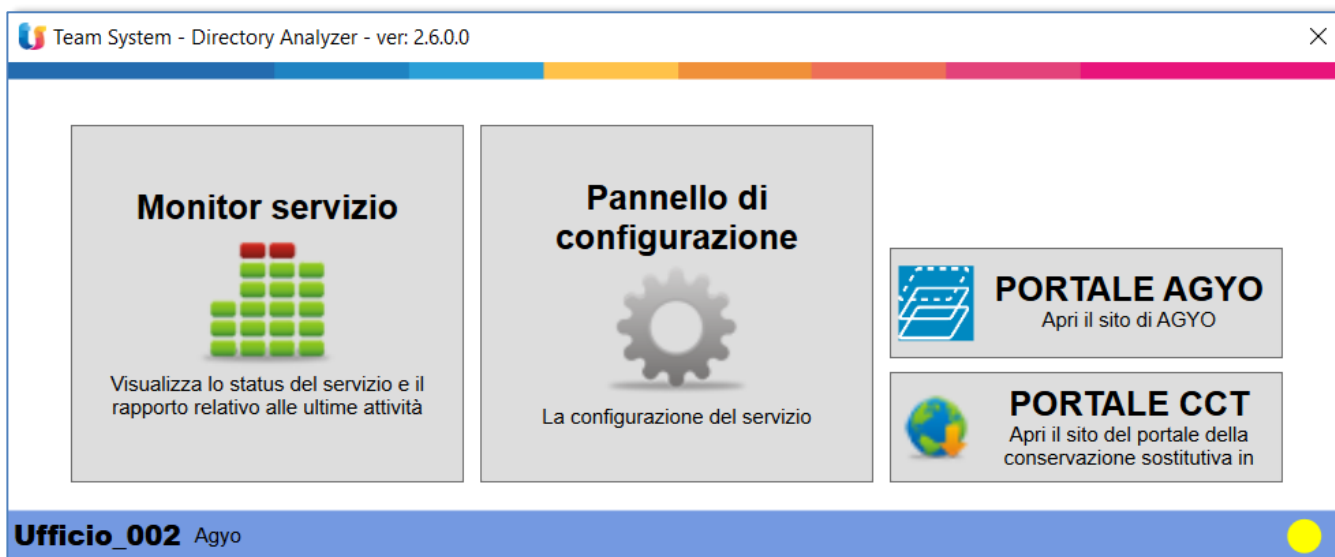 Team System - Directory Analyzer - ver: 2.6.0.0
Monitor servizio
Visualizza lo status del servizio e il
rapporto relativo alle ultime attività
Pannello di
configurazione
La configurazione del servizio
PORTALE AGYO
Apri il sito di AGYO
PORTALE CCT
Apri il sito del portale della
conservazione sostitutiva in
Ufficio_002 Agyo